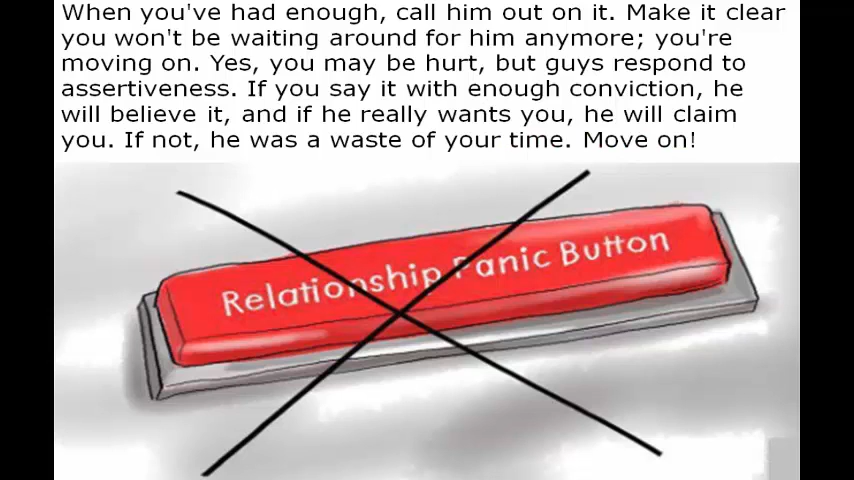 When you've had enough, call him out on it. Make it clear
you won't be waiting around for him anymore; you're
moving on. Yes, you may be hurt, but guys respond to
assertiveness. If you say it with enough conviction, he
will believe it, and if he really wants you, he will claim
you. If not, he was a waste of your time. Move on!
Relationship Panic Button